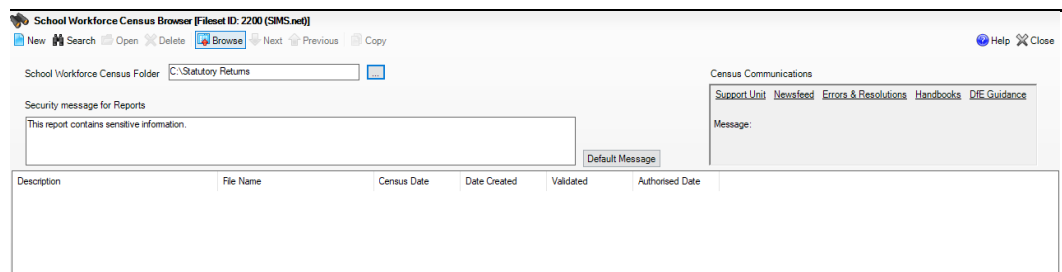 School Workforce Census Browser [Fileset ID: 2200 (SIMS.net)]
New Search Open Delete Browse Next Previous Copy Help Close
School Workforce Census Folder C:\Statutory Returns ...
Census Communications
Support Unit Newsfeed Errors & Resolutions Handbooks DfE Guidance
Security message for Reports
This report contains sensitive information.
Message:
Default Message
Description File Name Census Date Date Created Validated Authorised Date